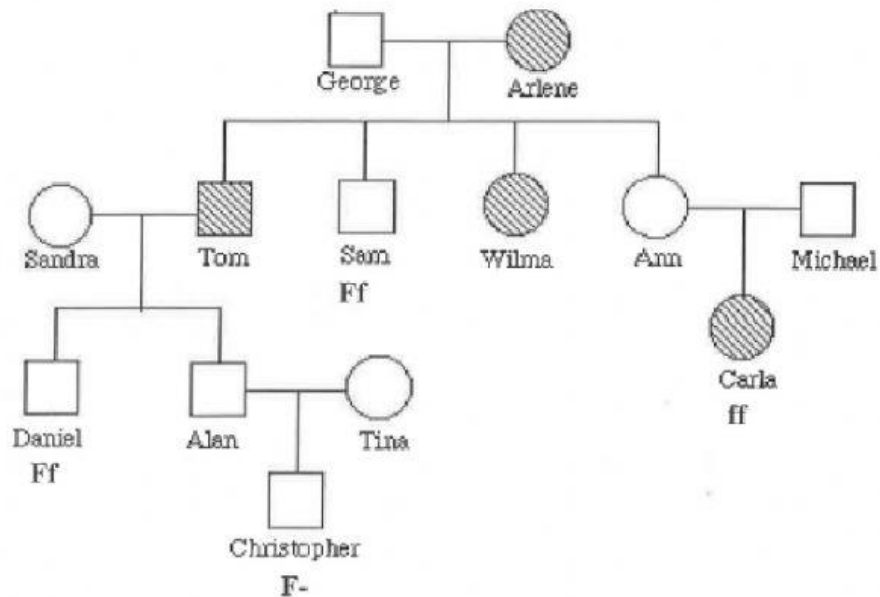 George
Arlene
Sandra
Tom
Sam
Wilma
Ann
Michael
Ff
Carla
ff
Daniel
Alan
Tina
Ff
Christopher
F-